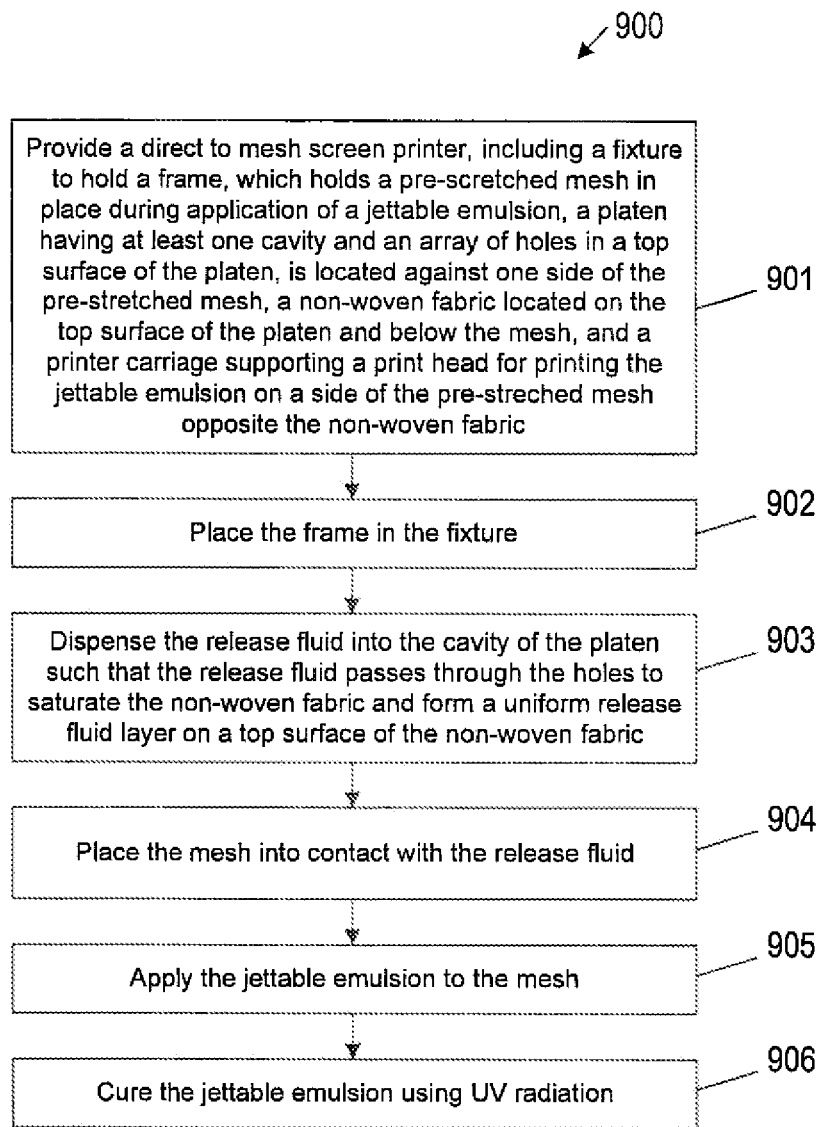 900
Provide a direct to mesh screen printer, including a fixture
to hold a frame, which holds a pre-scretched mesh in
place during application of a jettable emulsion, a platen
having at least one cavity and an array of holes in a top
surface of the platen, is located against one side of the
pre-stretched mesh, a non-woven fabric located on the
top surface of the platen and below the mesh, and a
printer carriage supporting a print head for printing the
jettable emulsion on a side of the pre-streched mesh
opposite the non-woven fabric
901
Place the frame in the fixture
902
Dispense the release fluid into the cavity of the platen
such that the release fluid passes through the holes to
saturate the non-woven fabric and form a uniform release
fluid layer on a top surface of the non-woven fabric
903
Place the mesh into contact with the release fluid
904
Apply the jettable emulsion to the mesh
905
Cure the jettable emulsion using UV radiation
906